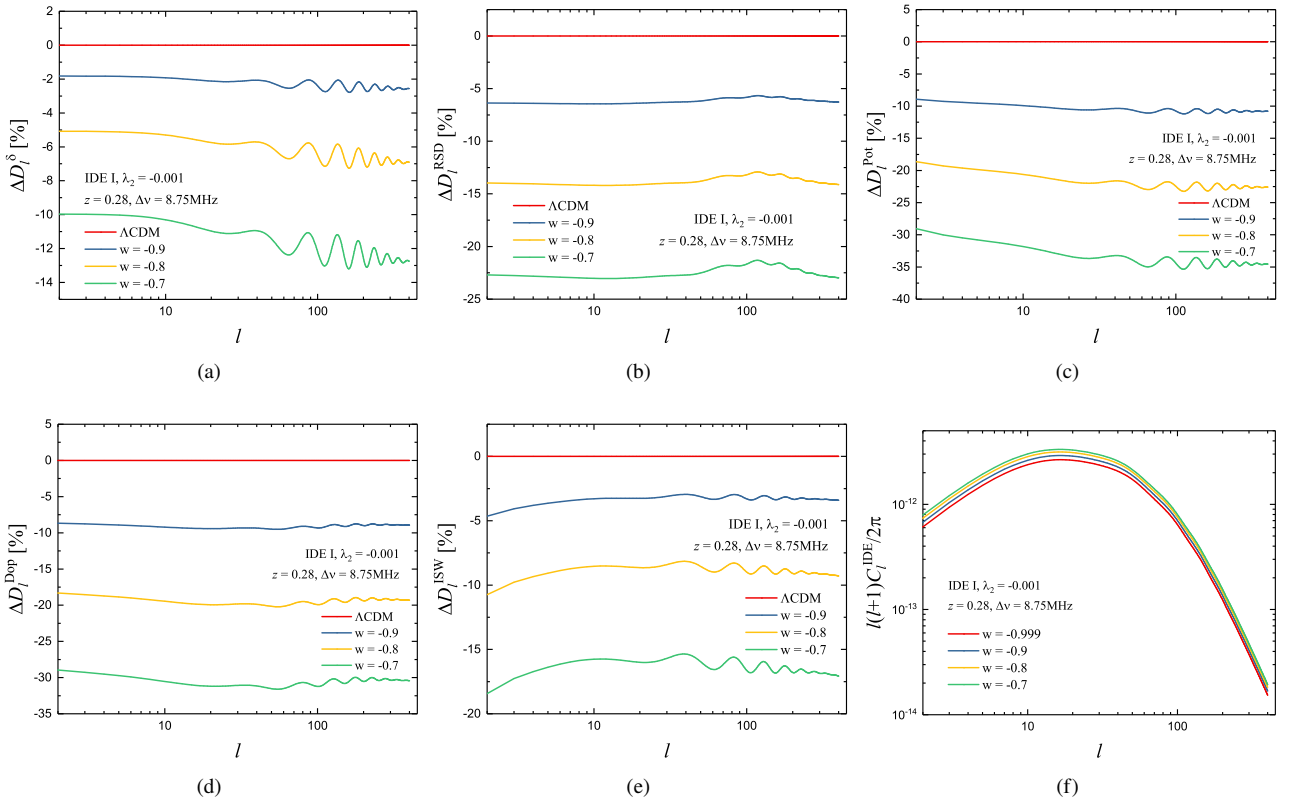 ΔD_l^δ [%]
2
0
-2
-4
-6
-8
-10
-12
-14
IDE I, λ₂ = -0.001
z = 0.28, Δν = 8.75MHz
ΛCDM
w = -0.9
w = -0.8
w = -0.7
10
100
l
(a)
ΔD_l^RSD [%]
0
-5
-10
-15
-20
-25
ΛCDM
w = -0.9
w = -0.8
w = -0.7
IDE I, λ₂ = -0.001
z = 0.28, Δν = 8.75MHz
10
100
l
(b)
ΔD_l^Pot [%]
5
0
-5
-10
-15
-20
-25
-30
-35
-40
IDE I, λ₂ = -0.001
z = 0.28, Δν = 8.75MHz
ΛCDM
w = -0.9
w = -0.8
w = -0.7
10
100
l
(c)
ΔD_l^Dop [%]
5
0
-5
-10
-15
-20
-25
-30
-35
IDE I, λ₂ = -0.001
z = 0.28, Δν = 8.75MHz
ΛCDM
w = -0.9
w = -0.8
w = -0.7
10
100
l
(d)
ΔD_l^ISW [%]
0
-5
-10
-15
-20
IDE I, λ₂ = -0.001
z = 0.28, Δν = 8.75MHz
ΛCDM
w = -0.9
w = -0.8
w = -0.7
10
100
l
(e)
l(l+1)C_l^IDE/2π
10⁻¹²
10⁻¹³
10⁻¹⁴
IDE I, λ₂ = -0.001
z = 0.28, Δν = 8.75MHz
w = -0.999
w = -0.9
w = -0.8
w = -0.7
10
100
l
(f)